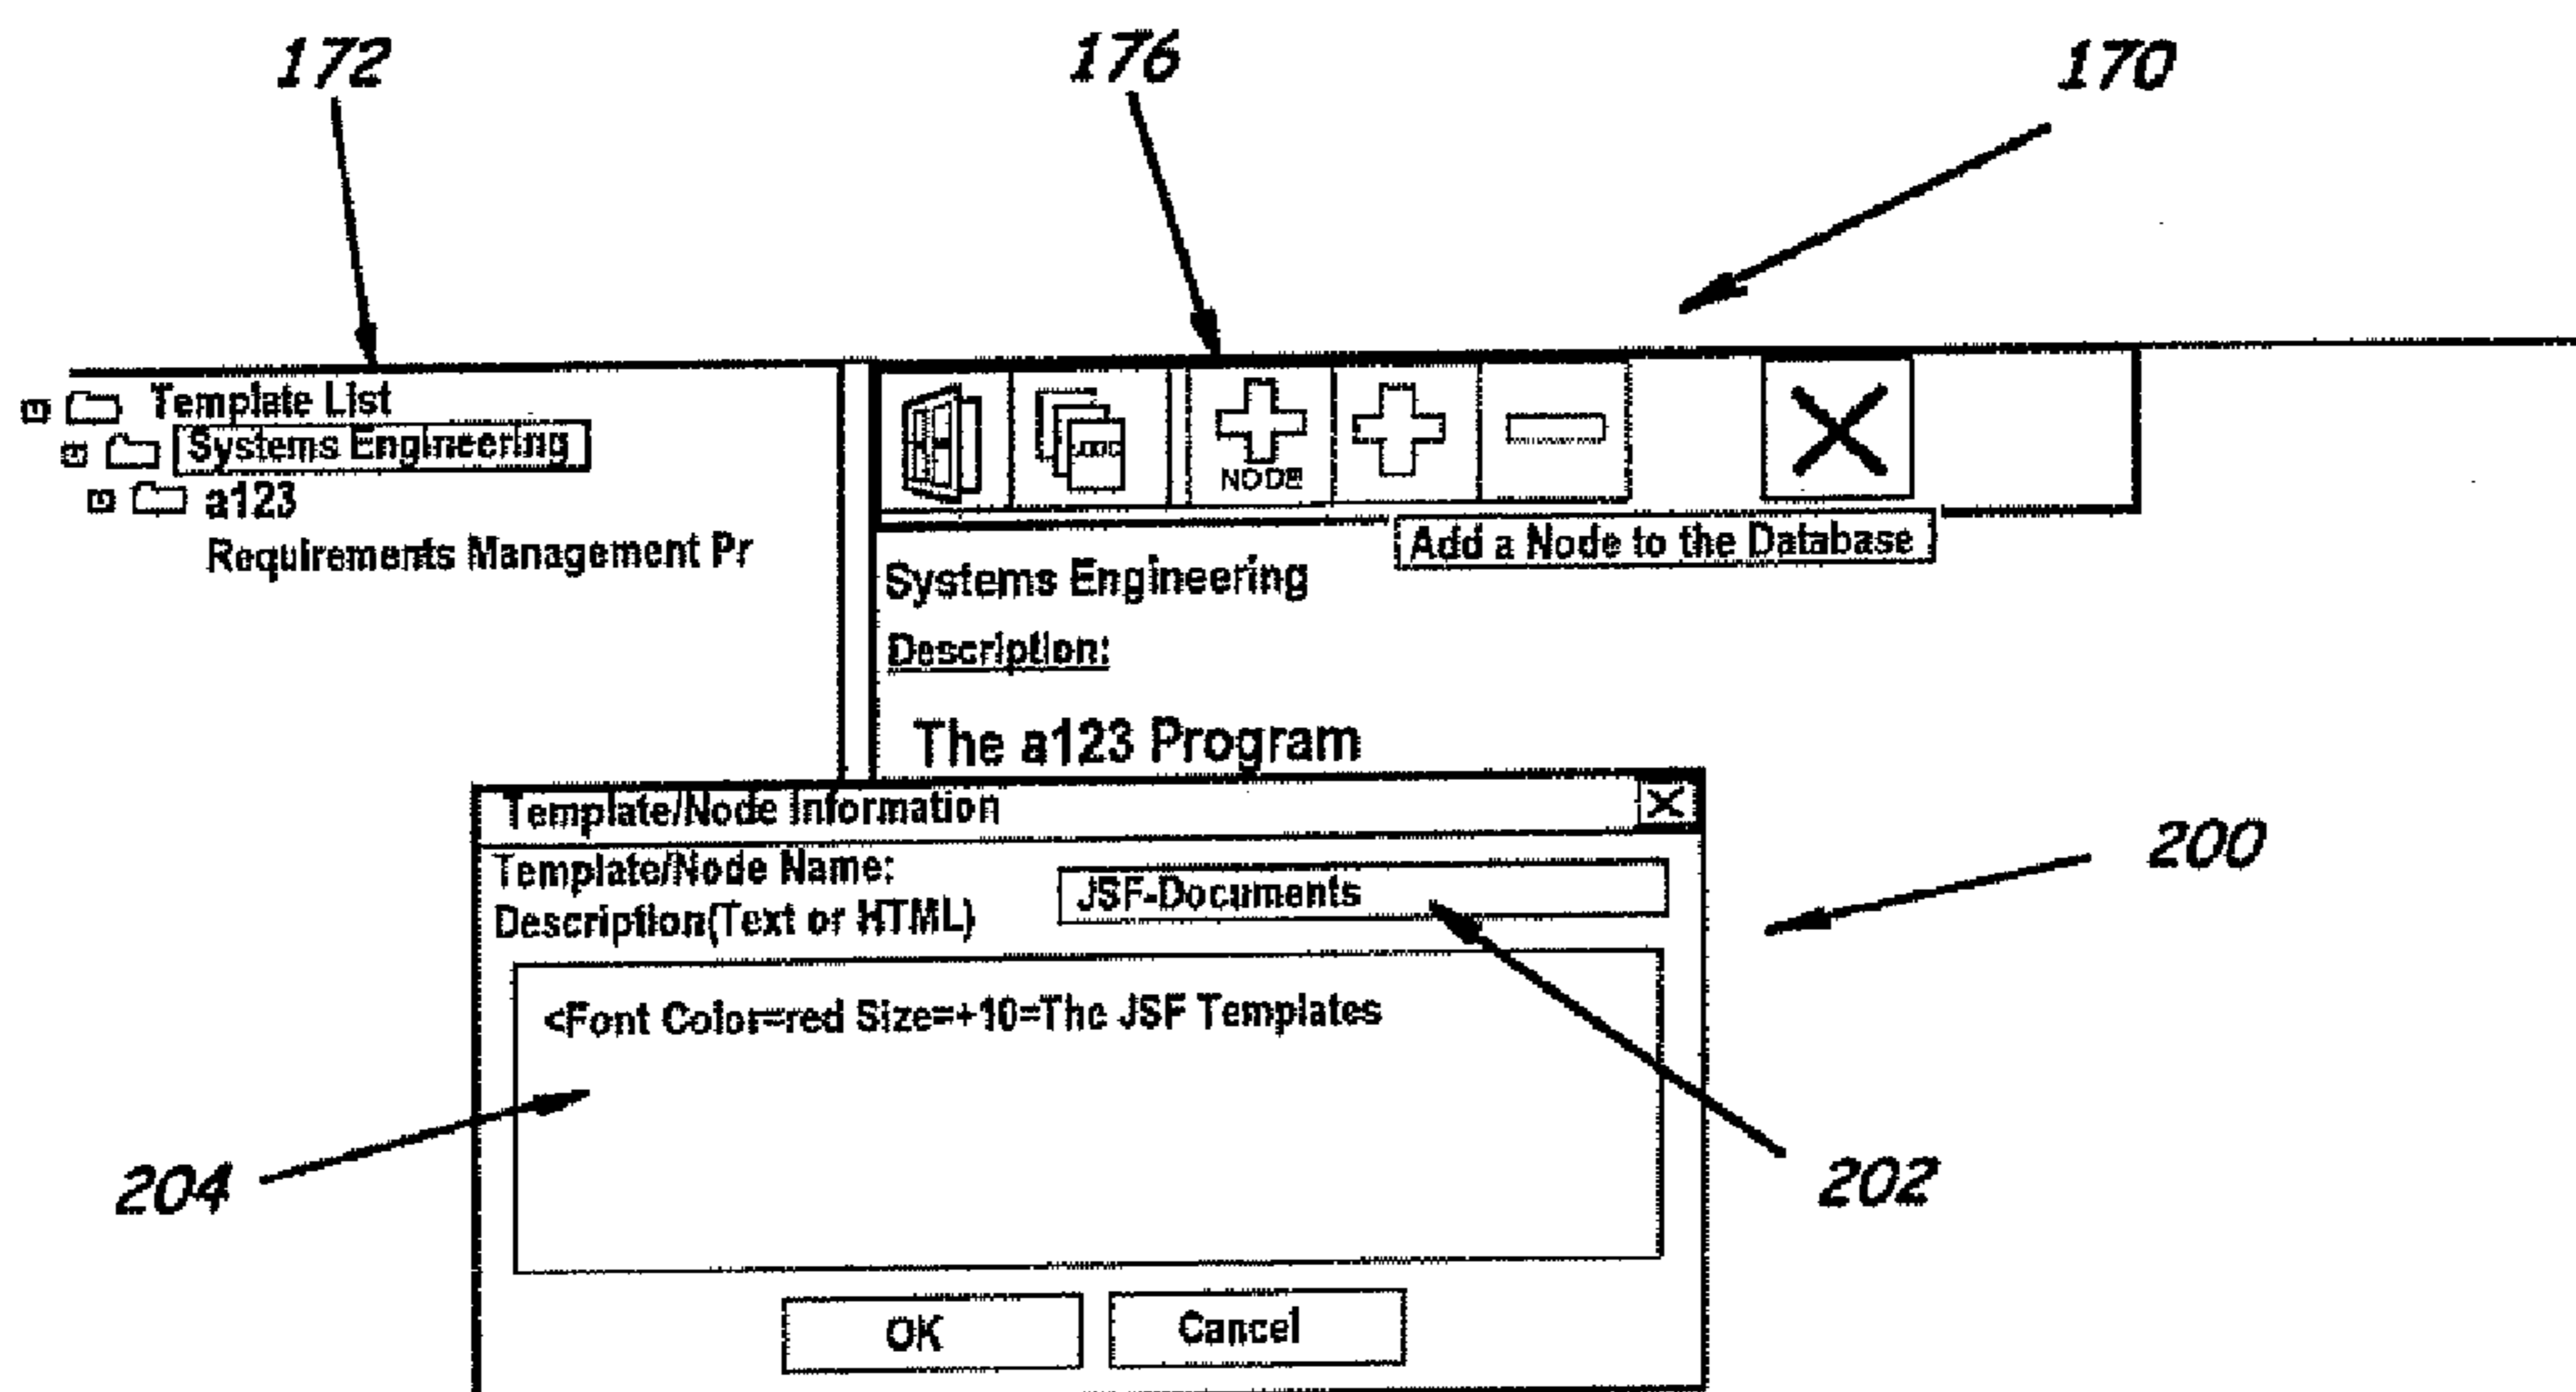 172
176
170
Template List
Systems Engineering
a123
Requirements Management Pr
NODE
Add a Node to the Database
Systems Engineering
Description:
The a123 Program
Template/Node Information
Template/Node Name:
JSF-Documents
Description(Text or HTML)
200
<Font Color=red Size=+10=The JSF Templates
204
202
OK
Cancel